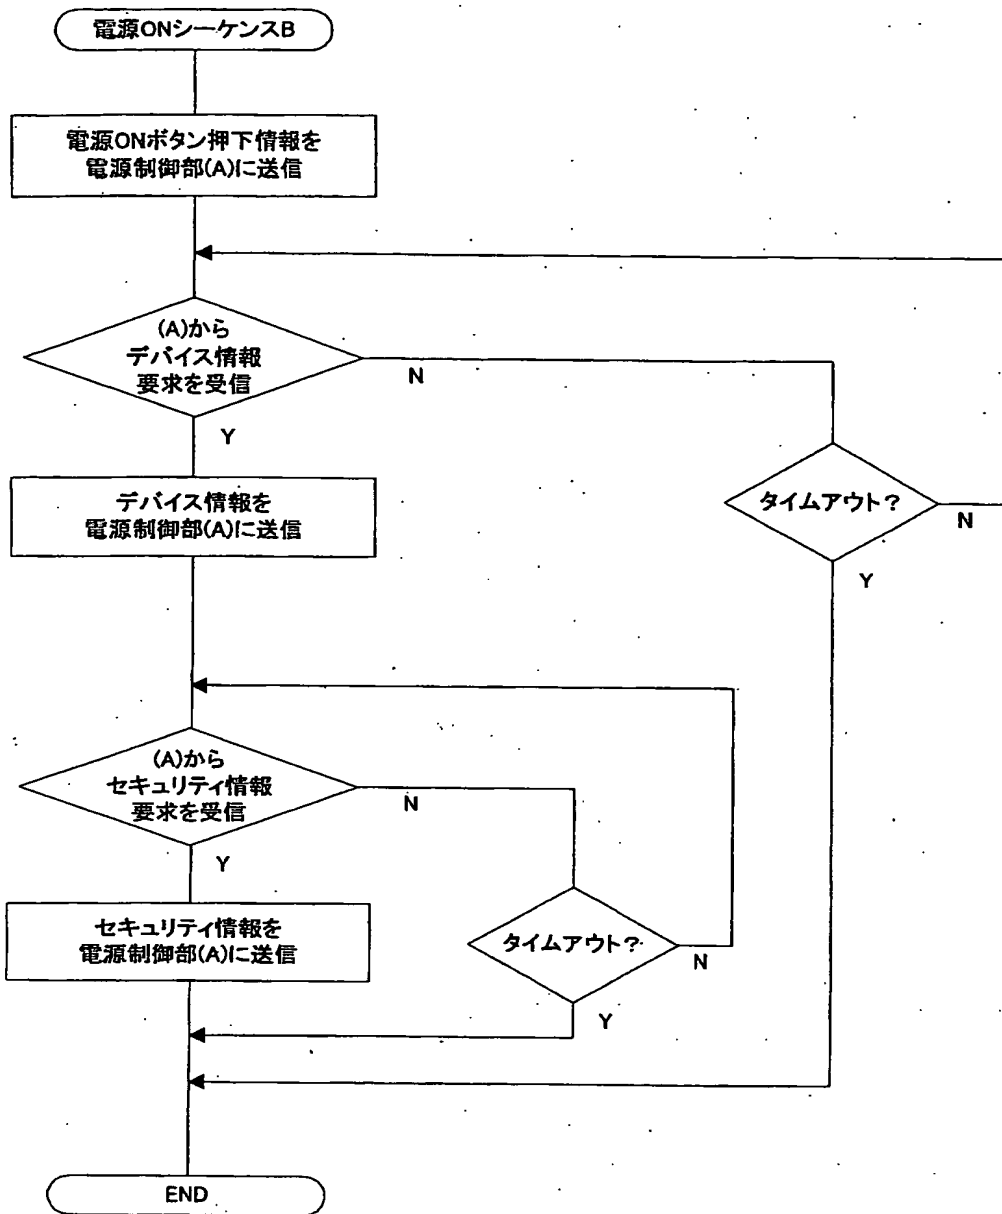 電源ONシーケンスB
電源ONボタン押下情報を
電源制御部(A)に送信
(A)から
デバイス情報
要求を受信
N
Y
デバイス情報を
電源制御部(A)に送信
タイムアウト?
N
Y
(A)から
セキュリティ情報
要求を受信
N
Y
セキュリティ情報を
電源制御部(A)に送信
タイムアウト?
N
Y
END